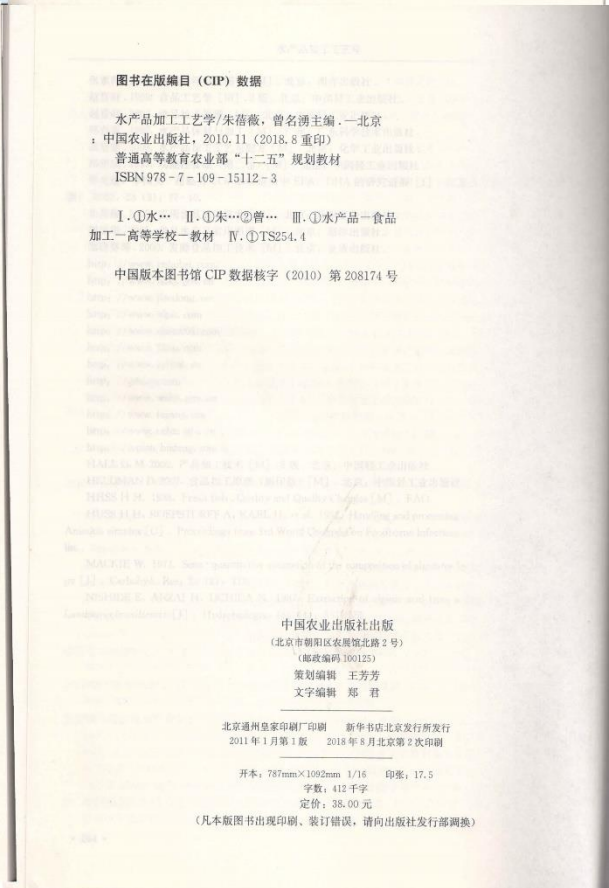 图书在版编目（CIP）数据
水产品加工工艺学/朱蓓薇，曾名湧主编.—北京
：中国农业出版社，2010.11（2018.8重印）
普通高等教育农业部“十二五”规划教材
ISBN 978-7-109-15112-3
Ⅰ.①水… Ⅱ.①朱…②曾… Ⅲ.①水产品－食品
加工－高等学校－教材 Ⅳ.①TS254.4
中国版本图书馆CIP数据核字（2010）第208174号
中国农业出版社出版
（北京市朝阳区农展馆北路2号）
（邮政编码100125）
策划编辑 王芳芳
文字编辑 郑 君
北京通州皇家印刷厂印刷 新华书店北京发行所发行
2011年1月第1版 2018年8月北京第2次印刷
开本：787mm×1092mm 1/16 印张：17.5
字数：412千字
定价：38.00元
（凡本版图书出现印刷、装订错误，请向出版社发行部调换）